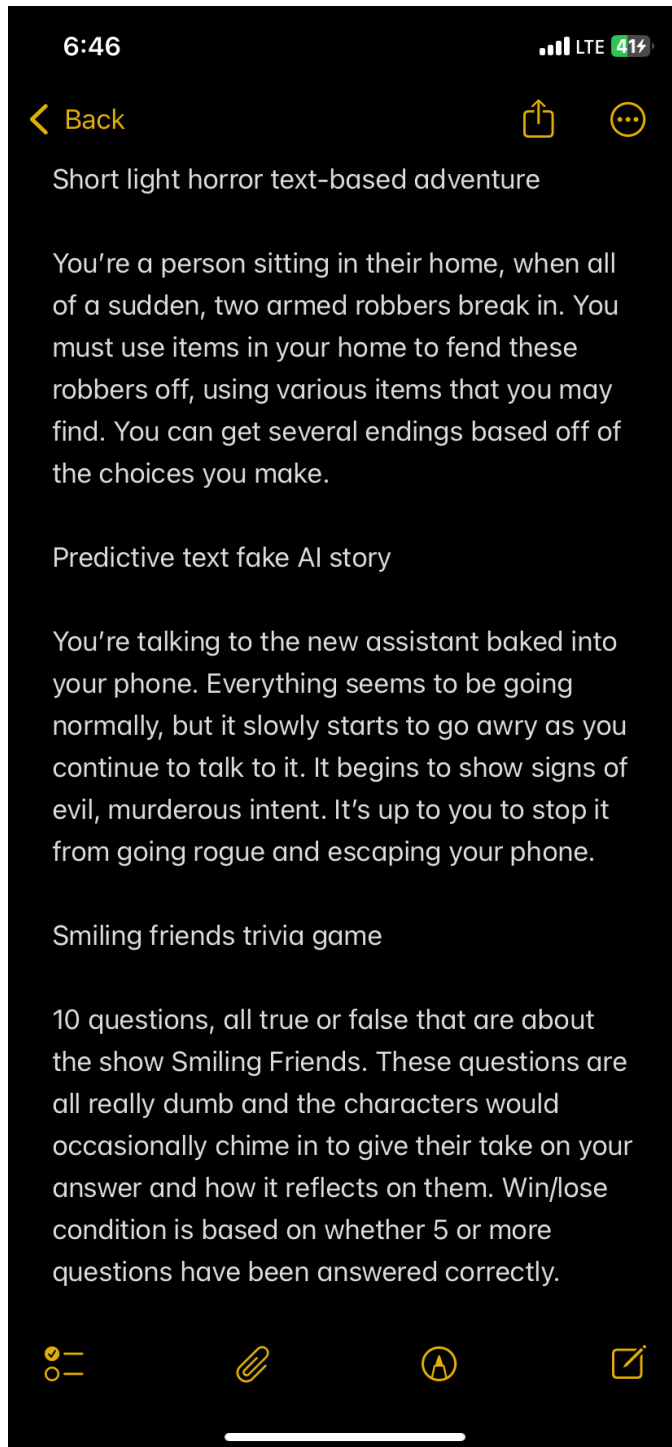 6:46
LTE 41
Back
Short light horror text-based adventure
You’re a person sitting in their home, when all
of a sudden, two armed robbers break in. You
must use items in your home to fend these
robbers off, using various items that you may
find. You can get several endings based off of
the choices you make.
Predictive text fake AI story
You’re talking to the new assistant baked into
your phone. Everything seems to be going
normally, but it slowly starts to go awry as you
continue to talk to it. It begins to show signs of
evil, murderous intent. It’s up to you to stop it
from going rogue and escaping your phone.
Smiling friends trivia game
10 questions, all true or false that are about
the show Smiling Friends. These questions are
all really dumb and the characters would
occasionally chime in to give their take on your
answer and how it reflects on them. Win/lose
condition is based on whether 5 or more
questions have been answered correctly.